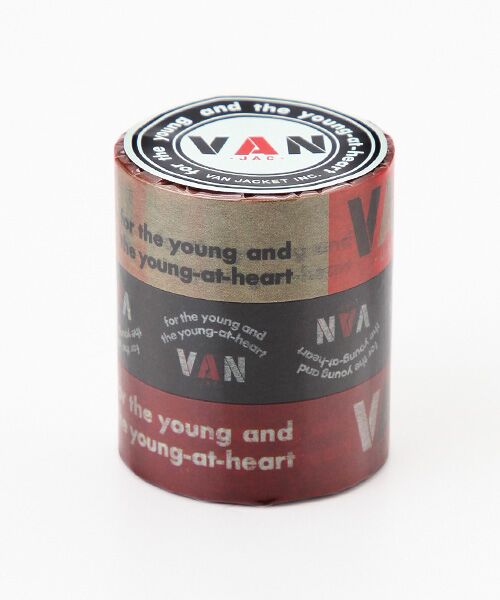 for the young and the young-at-heart
VAN
·JAC·
VAN JACKET INC.
for the young and
the young-at-heart
VAN
for the young and
the young-at-heart
VAN
VAN
for the young and
the young-at-heart
for the young and
the young-at-heart